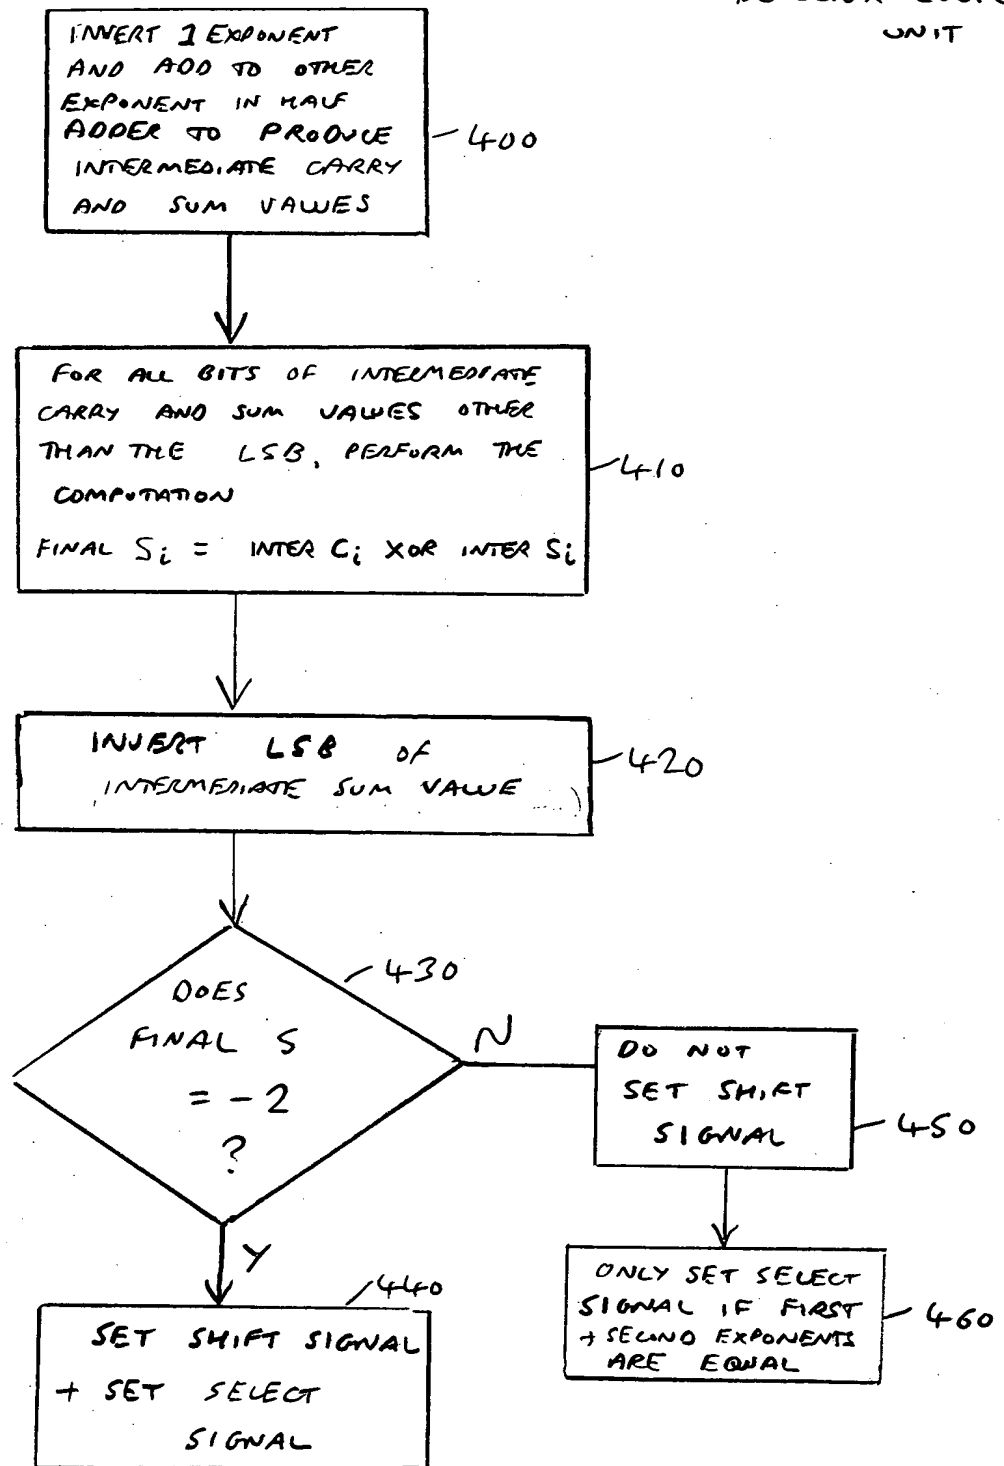 UNIT
INVERT 1 EXPONENT
AND ADD TO OTHER
EXPONENT IN HALF
ADDER TO PRODUCE
INTERMEDIATE CARRY
AND SUM VALUES
400
FOR ALL BITS OF INTERMEDIATE
CARRY AND SUM VALUES OTHER
THAN THE LSB, PERFORM THE
COMPUTATION
FINAL Si = INTER Ci XOR INTER Si
410
INVERT LSB OF
INTERMEDIATE SUM VALUE
420
DOES
FINAL S
= -2
?
430
N
Y
DO NOT
SET SHIFT
SIGNAL
450
440
SET SHIFT SIGNAL
+ SET SELECT
SIGNAL
ONLY SET SELECT
SIGNAL IF FIRST
+ SECOND EXPONENTS
ARE EQUAL
460